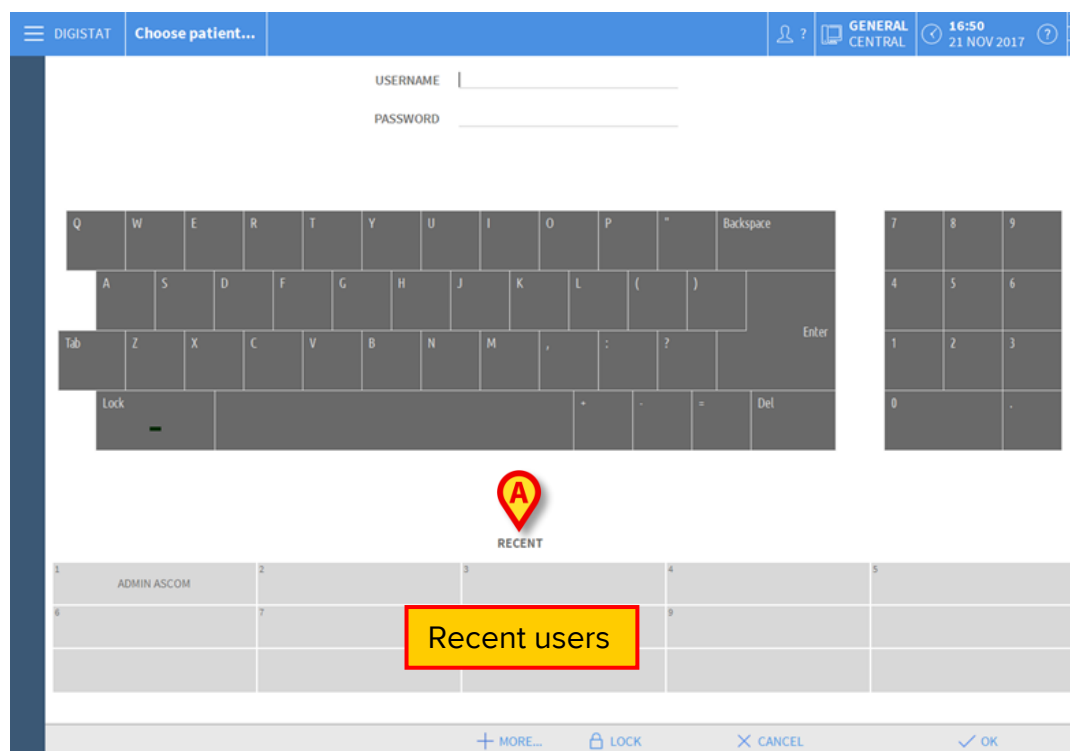 DIGISTAT Choose patient... ? GENERAL CENTRAL 16:50 21 NOV 2017 ?
USERNAME
PASSWORD
Q W E R T Y U I O P " Backspace 7 8 9
A S D F G H J K L ( ) 4 5 6
Enter
Tab Z X C V B N M , : ? 1 2 3
Lock + - = Del 0 .
A
RECENT
1 ADMIN ASCOM 2 3 4 5
6 7 9
Recent users
MORE... LOCK CANCEL OK